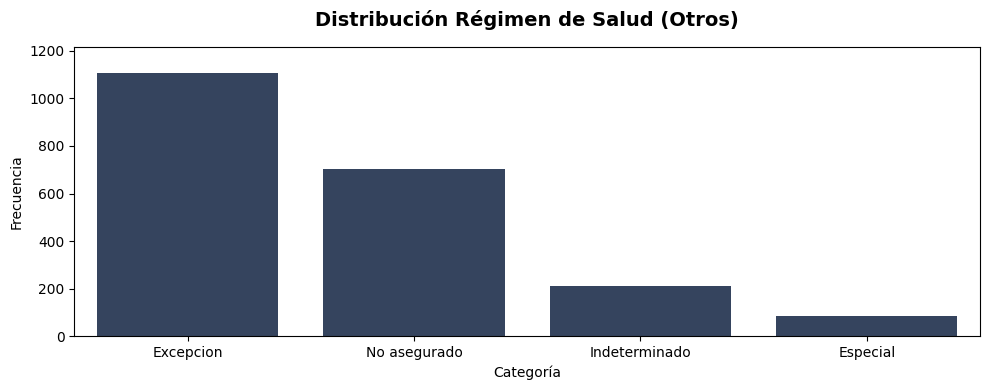 Distribución Régimen de Salud (Otros)
Frecuencia
1200
1000
800
600
400
200
0
Excepcion
No asegurado
Indeterminado
Especial
Categoría